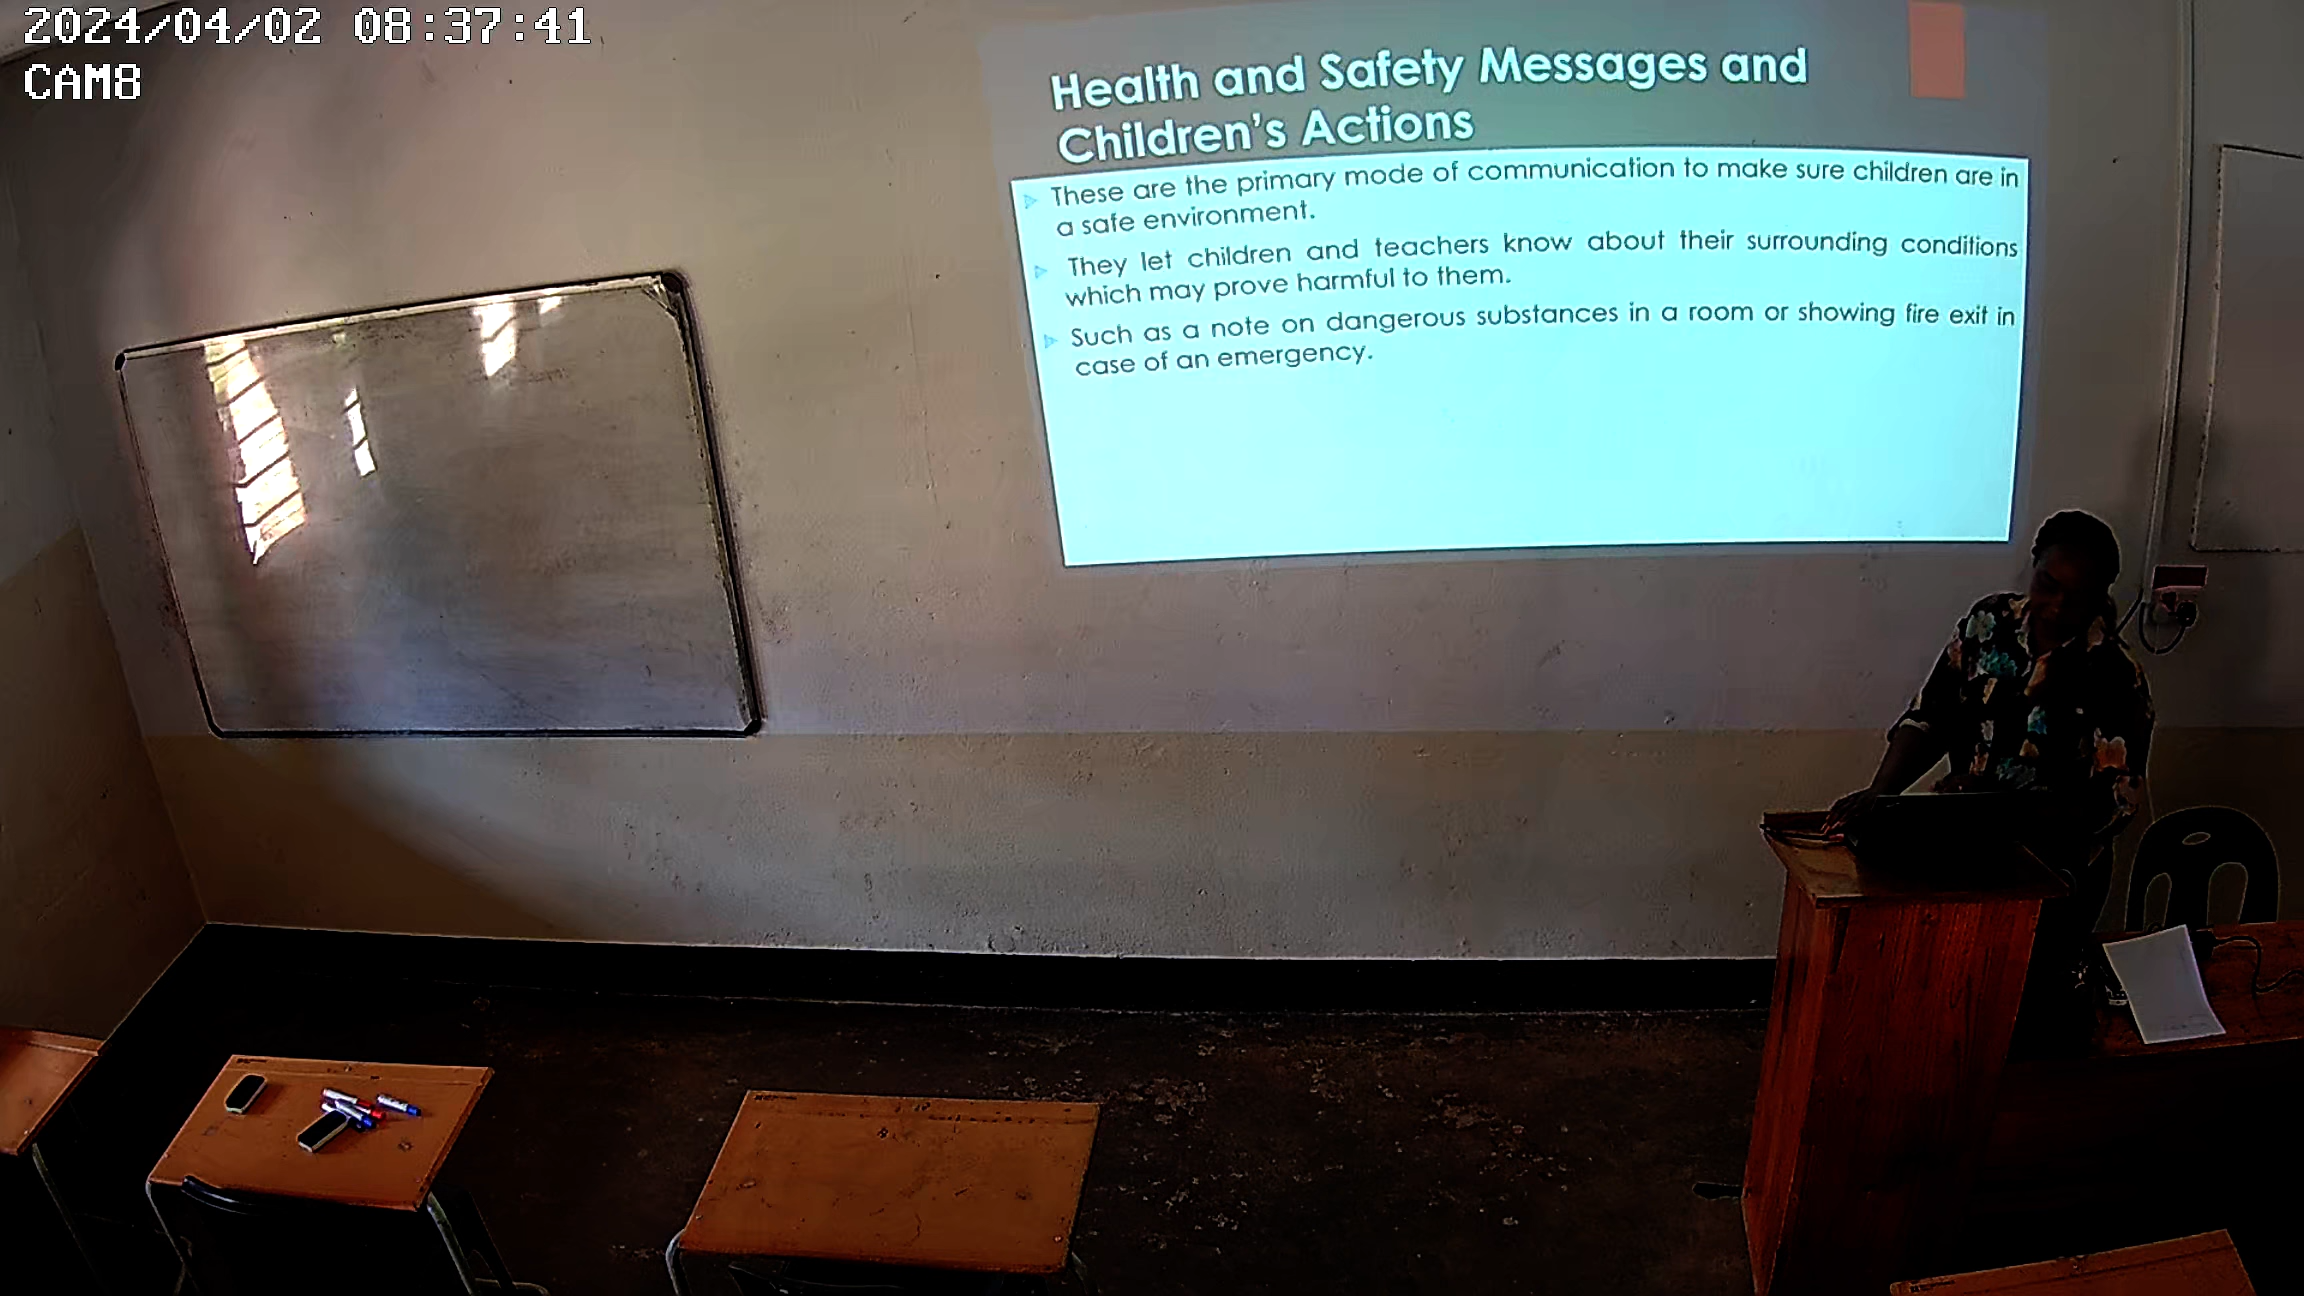 2024/04/02 08:37:41
CAM8
Health and Safety Messages and
Children's Actions
These are the primary mode of communication to make sure children are in
a safe environment.
They let children and teachers know about their surrounding conditions
which may prove harmful to them.
Such as a note on dangerous substances in a room or showing fire exit in
case of an emergency.